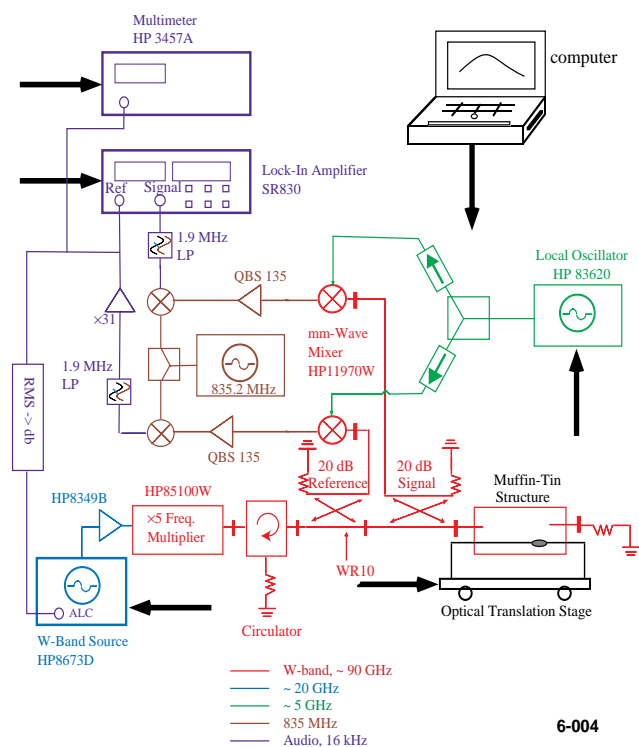 Multimeter
HP 3457A
computer
Lock-In Amplifier
SR830
Ref
Signal
1.9 MHz
LP
QBS 135
Local Oscillator
HP 83620
×31
mm-Wave
Mixer
HP11970W
1.9 MHz
LP
835.2 MHz
RMS -> db
QBS 135
20 dB
Reference
20 dB
Signal
Muffin-Tin
Structure
HP8349B
HP85100W
×5 Freq.
Multiplier
WR10
ALC
Optical Translation Stage
Circulator
W-Band Source
HP8673D
W-band, ~ 90 GHz
~ 20 GHz
~ 5 GHz
835 MHz
Audio, 16 kHz
6-004